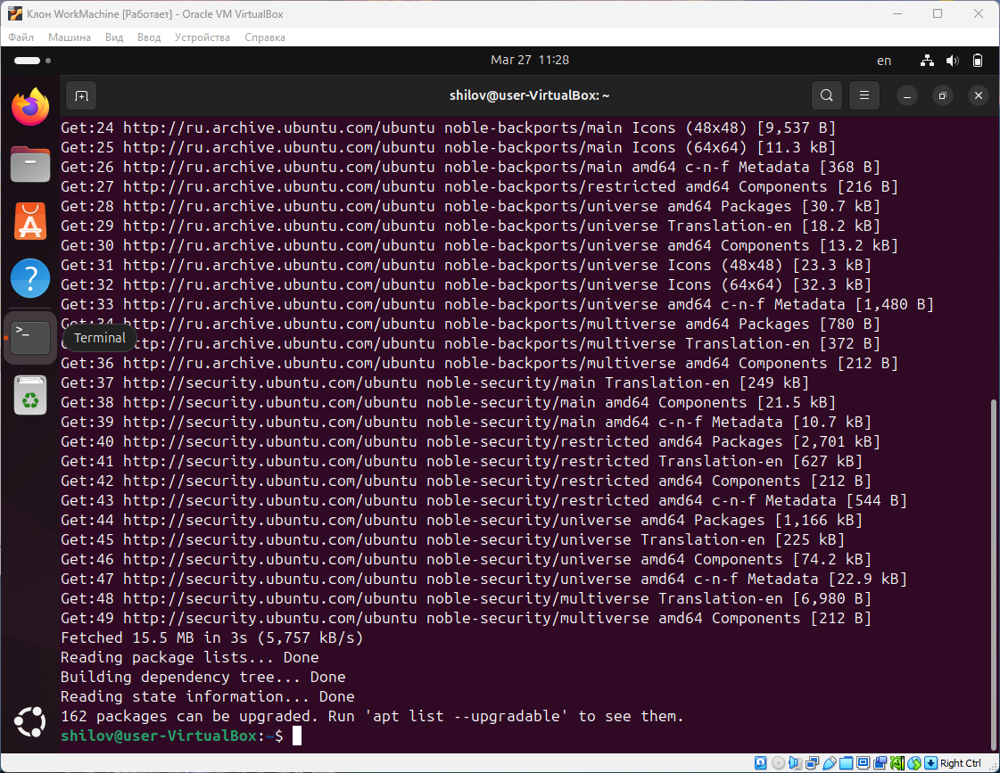 Клон WorkMachine [Работает] - Oracle VM VirtualBox
Файл Машина Вид Ввод Устройства Справка
Mar 27 11:28
en
shilov@user-VirtualBox: ~
Get:24 http://ru.archive.ubuntu.com/ubuntu noble-backports/main Icons (48x48) [9,537 B]
Get:25 http://ru.archive.ubuntu.com/ubuntu noble-backports/main Icons (64x64) [11.3 kB]
Get:26 http://ru.archive.ubuntu.com/ubuntu noble-backports/main amd64 c-n-f Metadata [368 B]
Get:27 http://ru.archive.ubuntu.com/ubuntu noble-backports/restricted amd64 Components [216 B]
Get:28 http://ru.archive.ubuntu.com/ubuntu noble-backports/universe amd64 Packages [30.7 kB]
Get:29 http://ru.archive.ubuntu.com/ubuntu noble-backports/universe Translation-en [18.2 kB]
Get:30 http://ru.archive.ubuntu.com/ubuntu noble-backports/universe amd64 Components [13.2 kB]
Get:31 http://ru.archive.ubuntu.com/ubuntu noble-backports/universe Icons (48x48) [23.3 kB]
Get:32 http://ru.archive.ubuntu.com/ubuntu noble-backports/universe Icons (64x64) [32.3 kB]
Get:33 http://ru.archive.ubuntu.com/ubuntu noble-backports/universe amd64 c-n-f Metadata [1,480 B]
Get:34 http://ru.archive.ubuntu.com/ubuntu noble-backports/multiverse amd64 Packages [780 B]
Terminal
http://ru.archive.ubuntu.com/ubuntu noble-backports/multiverse Translation-en [372 B]
Get:36 http://ru.archive.ubuntu.com/ubuntu noble-backports/multiverse amd64 Components [212 B]
Get:37 http://security.ubuntu.com/ubuntu noble-security/main Translation-en [249 kB]
Get:38 http://security.ubuntu.com/ubuntu noble-security/main amd64 Components [21.5 kB]
Get:39 http://security.ubuntu.com/ubuntu noble-security/main amd64 c-n-f Metadata [10.7 kB]
Get:40 http://security.ubuntu.com/ubuntu noble-security/restricted amd64 Packages [2,701 kB]
Get:41 http://security.ubuntu.com/ubuntu noble-security/restricted Translation-en [627 kB]
Get:42 http://security.ubuntu.com/ubuntu noble-security/restricted amd64 Components [212 B]
Get:43 http://security.ubuntu.com/ubuntu noble-security/restricted amd64 c-n-f Metadata [544 B]
Get:44 http://security.ubuntu.com/ubuntu noble-security/universe amd64 Packages [1,166 kB]
Get:45 http://security.ubuntu.com/ubuntu noble-security/universe Translation-en [225 kB]
Get:46 http://security.ubuntu.com/ubuntu noble-security/universe amd64 Components [74.2 kB]
Get:47 http://security.ubuntu.com/ubuntu noble-security/universe amd64 c-n-f Metadata [22.9 kB]
Get:48 http://security.ubuntu.com/ubuntu noble-security/multiverse Translation-en [6,980 B]
Get:49 http://security.ubuntu.com/ubuntu noble-security/multiverse amd64 Components [212 B]
Fetched 15.5 MB in 3s (5,757 kB/s)
Reading package lists... Done
Building dependency tree... Done
Reading state information... Done
162 packages can be upgraded. Run 'apt list --upgradable' to see them.
shilov@user-VirtualBox:~$
Right Ctrl